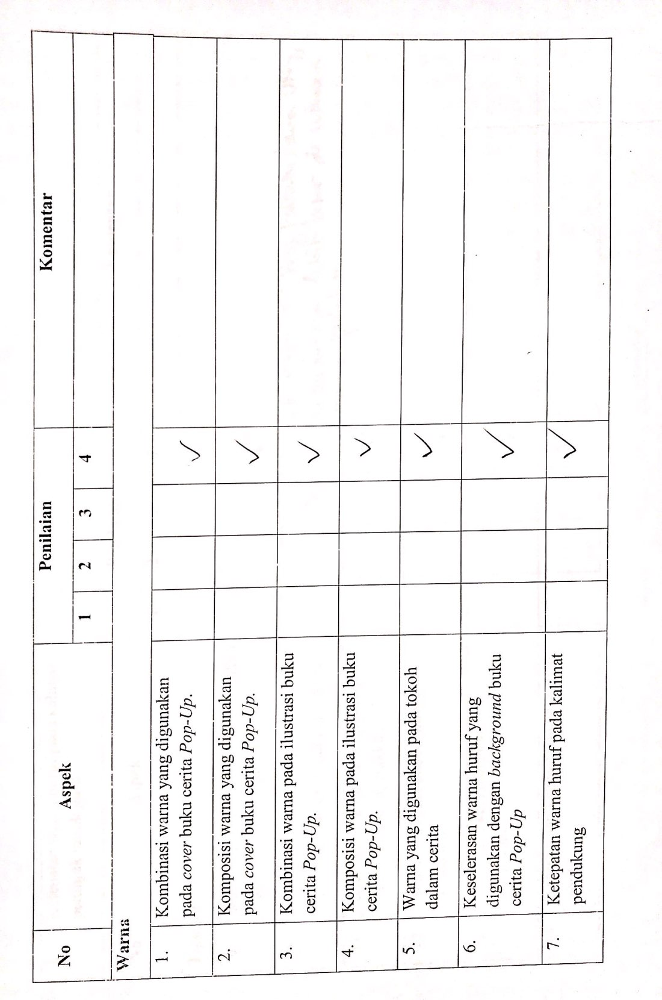 No Aspek Penilaian Komentar
1 2 3 4
Warna
1. Kombinasi warna yang digunakan
pada cover buku cerita Pop-Up. ✓
2. Komposisi warna yang digunakan
pada cover buku cerita Pop-Up. ✓
3. Kombinasi warna pada ilustrasi buku
cerita Pop-Up. ✓
4. Komposisi warna pada ilustrasi buku
cerita Pop-Up. ✓
5. Warna yang digunakan pada tokoh
dalam cerita ✓
6. Keselerasan warna huruf yang
digunakan dengan background buku
cerita Pop-Up ✓
7. Ketepatan warna huruf pada kalimat
pendukung ✓